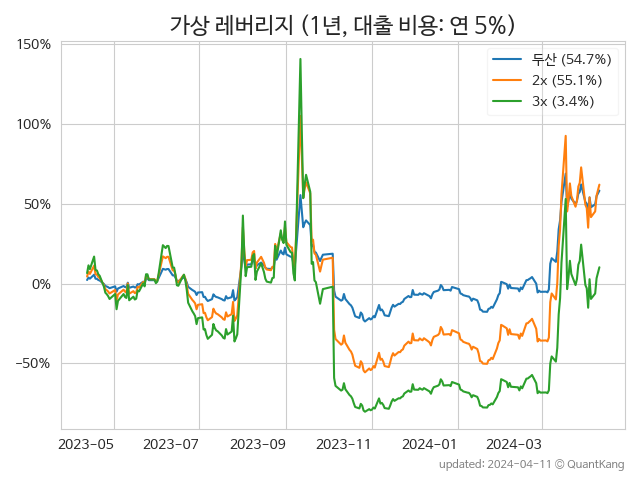 가상 레버리지 (1년, 대출 비용: 연 5%)
150%
100%
50%
0%
−50%
두산 (54.7%)
2x (55.1%)
3x (3.4%)
2023-05 2023-07 2023-09 2023-11 2024-01 2024-03
updated: 2024-04-11 © QuantKang